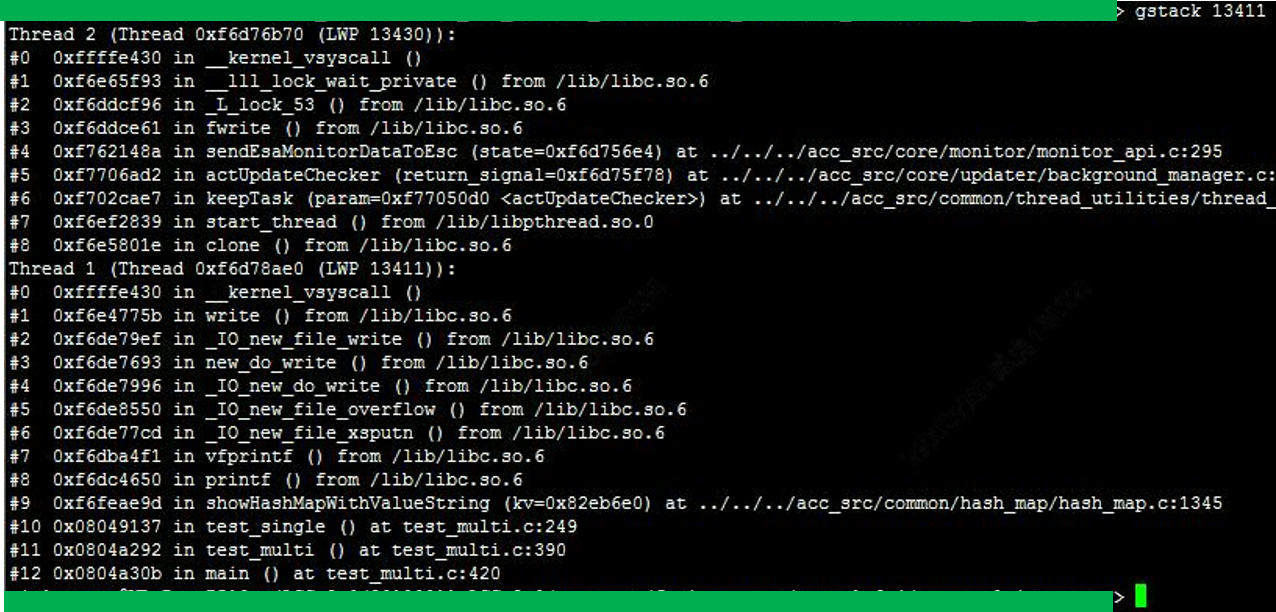 > gstack 13411
Thread 2 (Thread 0xf6d76b70 (LWP 13430)):
#0  0xffffe430 in __kernel_vsyscall ()
#1  0xf6e65f93 in __lll_lock_wait_private () from /lib/libc.so.6
#2  0xf6ddcf96 in _L_lock_53 () from /lib/libc.so.6
#3  0xf6ddce61 in fwrite () from /lib/libc.so.6
#4  0xf762148a in sendEsaMonitorDataToEsc (state=0xf6d756e4) at ../../../acc_src/core/monitor/monitor_api.c:295
#5  0xf7706ad2 in actUpdateChecker (return_signal=0xf6d75f78) at ../../../acc_src/core/updater/background_manager.c:
#6  0xf702cae7 in keepTask (param=0xf77050d0 <actUpdateChecker>) at ../../../acc_src/common/thread_utilities/thread_
#7  0xf6ef2839 in start_thread () from /lib/libpthread.so.0
#8  0xf6e5801e in clone () from /lib/libc.so.6
Thread 1 (Thread 0xf6d78ae0 (LWP 13411)):
#0  0xffffe430 in __kernel_vsyscall ()
#1  0xf6e4775b in write () from /lib/libc.so.6
#2  0xf6de79ef in _IO_new_file_write () from /lib/libc.so.6
#3  0xf6de7693 in new_do_write () from /lib/libc.so.6
#4  0xf6de7996 in _IO_new_do_write () from /lib/libc.so.6
#5  0xf6de8550 in _IO_new_file_overflow () from /lib/libc.so.6
#6  0xf6de77cd in _IO_new_file_xsputn () from /lib/libc.so.6
#7  0xf6dba4f1 in vfprintf () from /lib/libc.so.6
#8  0xf6dc4650 in printf () from /lib/libc.so.6
#9  0xf6feae9d in showHashMapWithValueString (kv=0x82eb6e0) at ../../../acc_src/common/hash_map/hash_map.c:1345
#10 0x08049137 in test_single () at test_multi.c:249
#11 0x0804a292 in test_multi () at test_multi.c:390
#12 0x0804a30b in main () at test_multi.c:420
>